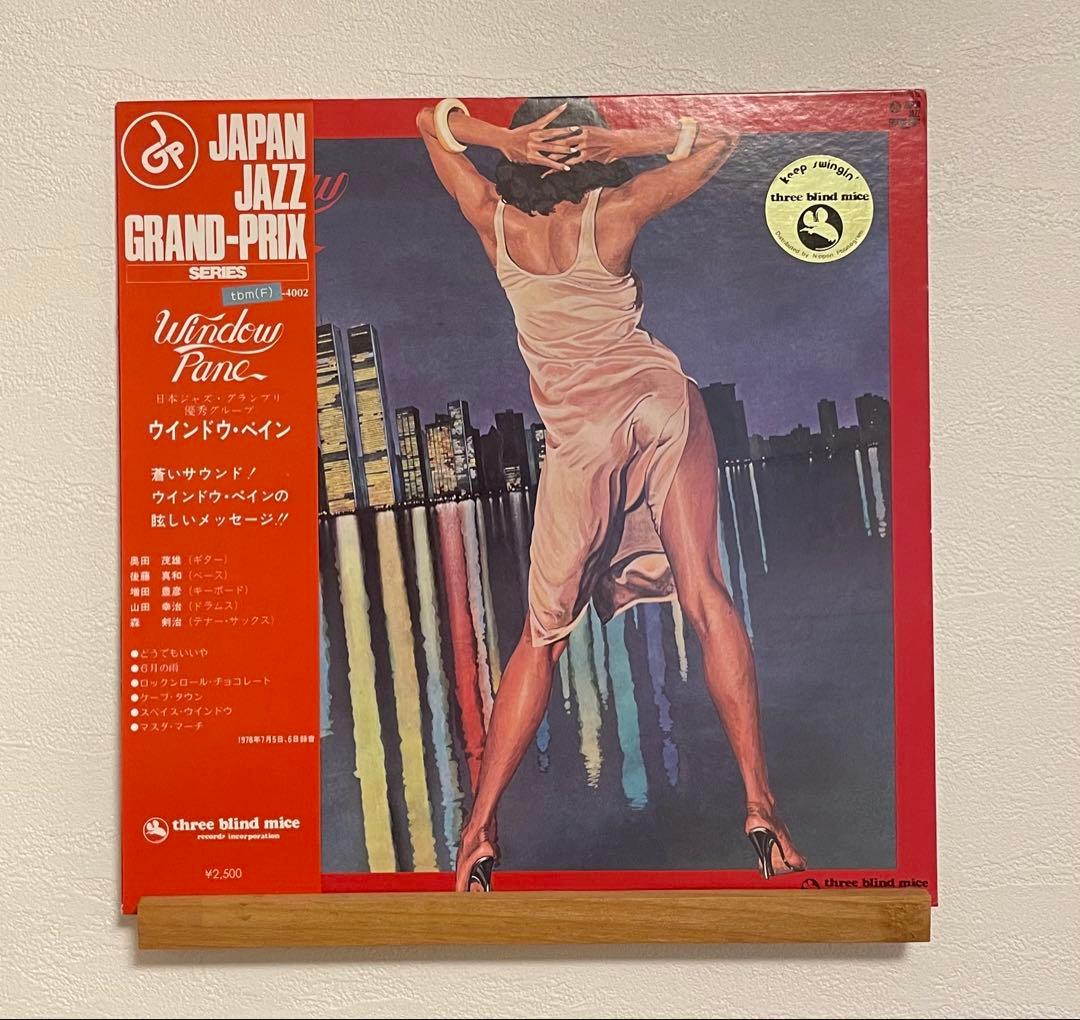 JAPAN
JAZZ
GRAND-PRIX
SERIES
tbm(F) -4002
Window
Pane
日本ジャズ・グランプリ
優秀グループ
ウインドウ・ペイン
蒼いサウンド!
ウインドウ・ペインの
眩しいメッセージ!!
奥田 茂雄 (ギター)
後藤 真和 (ベース)
増田 豊彦 (キーボード)
山田 幸治 (ドラムス)
森 剣治 (テナー・サックス)
●どうでもいいや
●6月の雨
●ロックンロール・チョコレート
●ケープ・タウン
●スペイス・ウインドウ
●マスタ・マーチ
1978年7月5日、6日録音
three blind mice
records incorporation
¥2,500
keep swingin'
three blind mice
Distributed by Nippon Phonogram
three blind mice